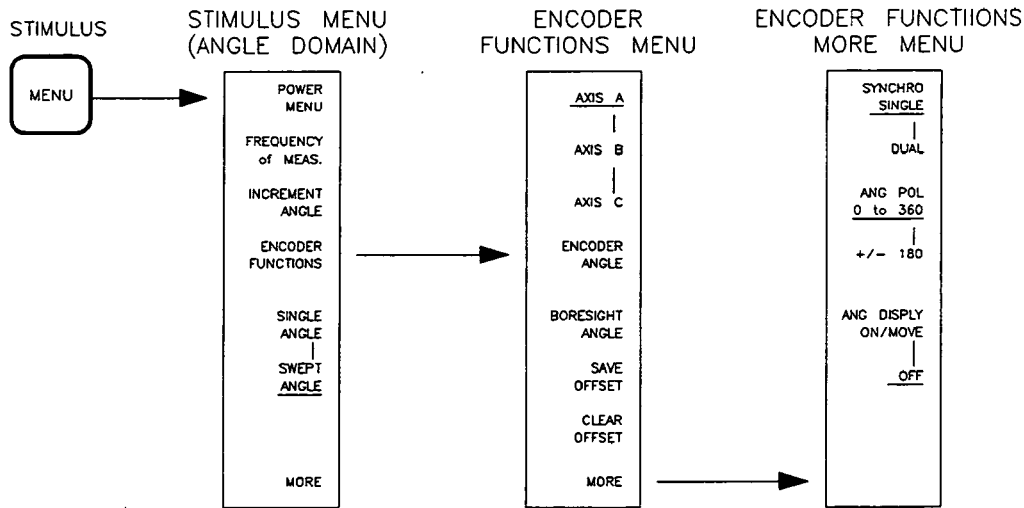 STIMULUS
MENU
STIMULUS MENU
(ANGLE DOMAIN)
POWER
MENU
FREQUENCY
of MEAS.
INCREMENT
ANGLE
ENCODER
FUNCTIONS
SINGLE
ANGLE
SWEPT
ANGLE
MORE
ENCODER
FUNCTIONS MENU
AXIS A
AXIS B
AXIS C
ENCODER
ANGLE
BORESIGHT
ANGLE
SAVE
OFFSET
CLEAR
OFFSET
MORE
ENCODER FUNCTIIONS
MORE MENU
SYNCHRO
SINGLE
DUAL
ANG POL
0 to 360
+/- 180
ANG DISPLY
ON/MOVE
OFF